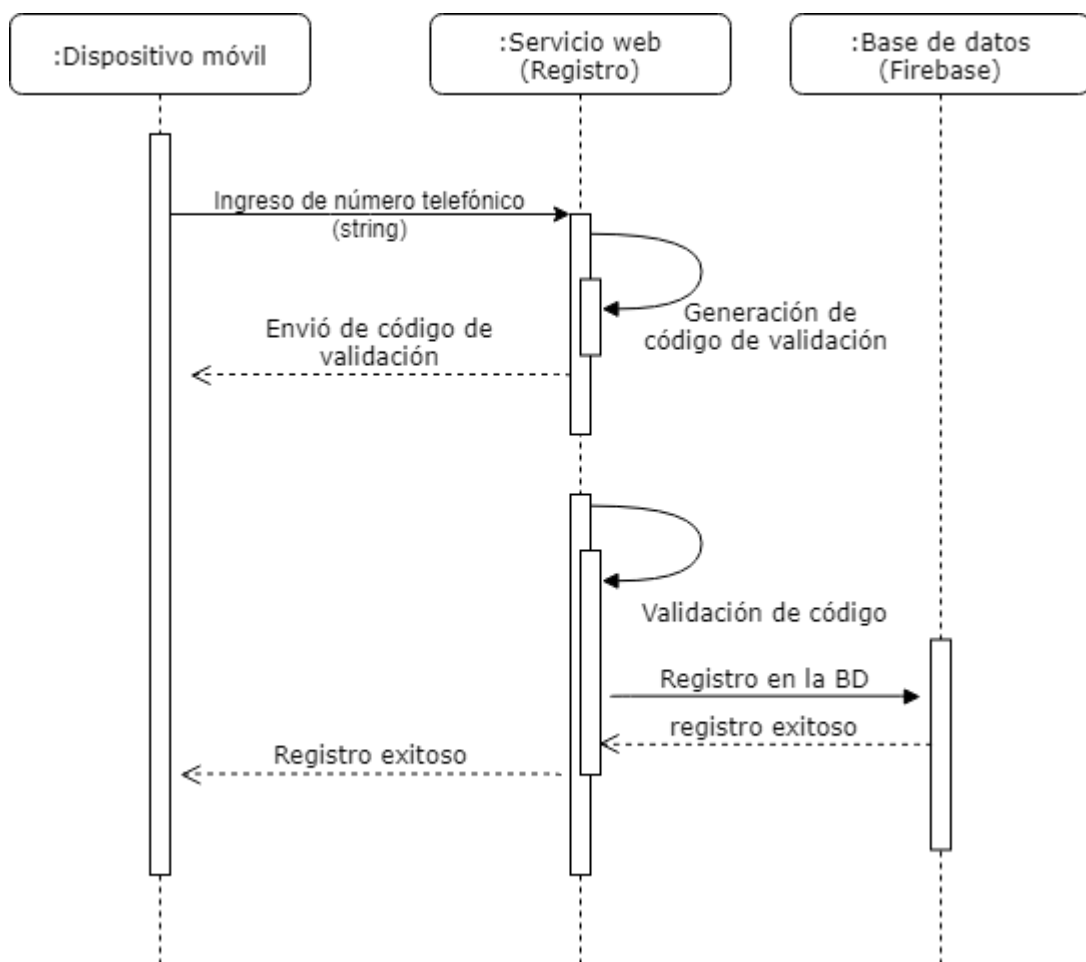 :Dispositivo móvil
:Servicio web
(Registro)
:Base de datos
(Firebase)
Ingreso de número telefónico
(string)
Generación de
código de validación
Envió de código de
validación
Validación de código
Registro en la BD
registro exitoso
Registro exitoso